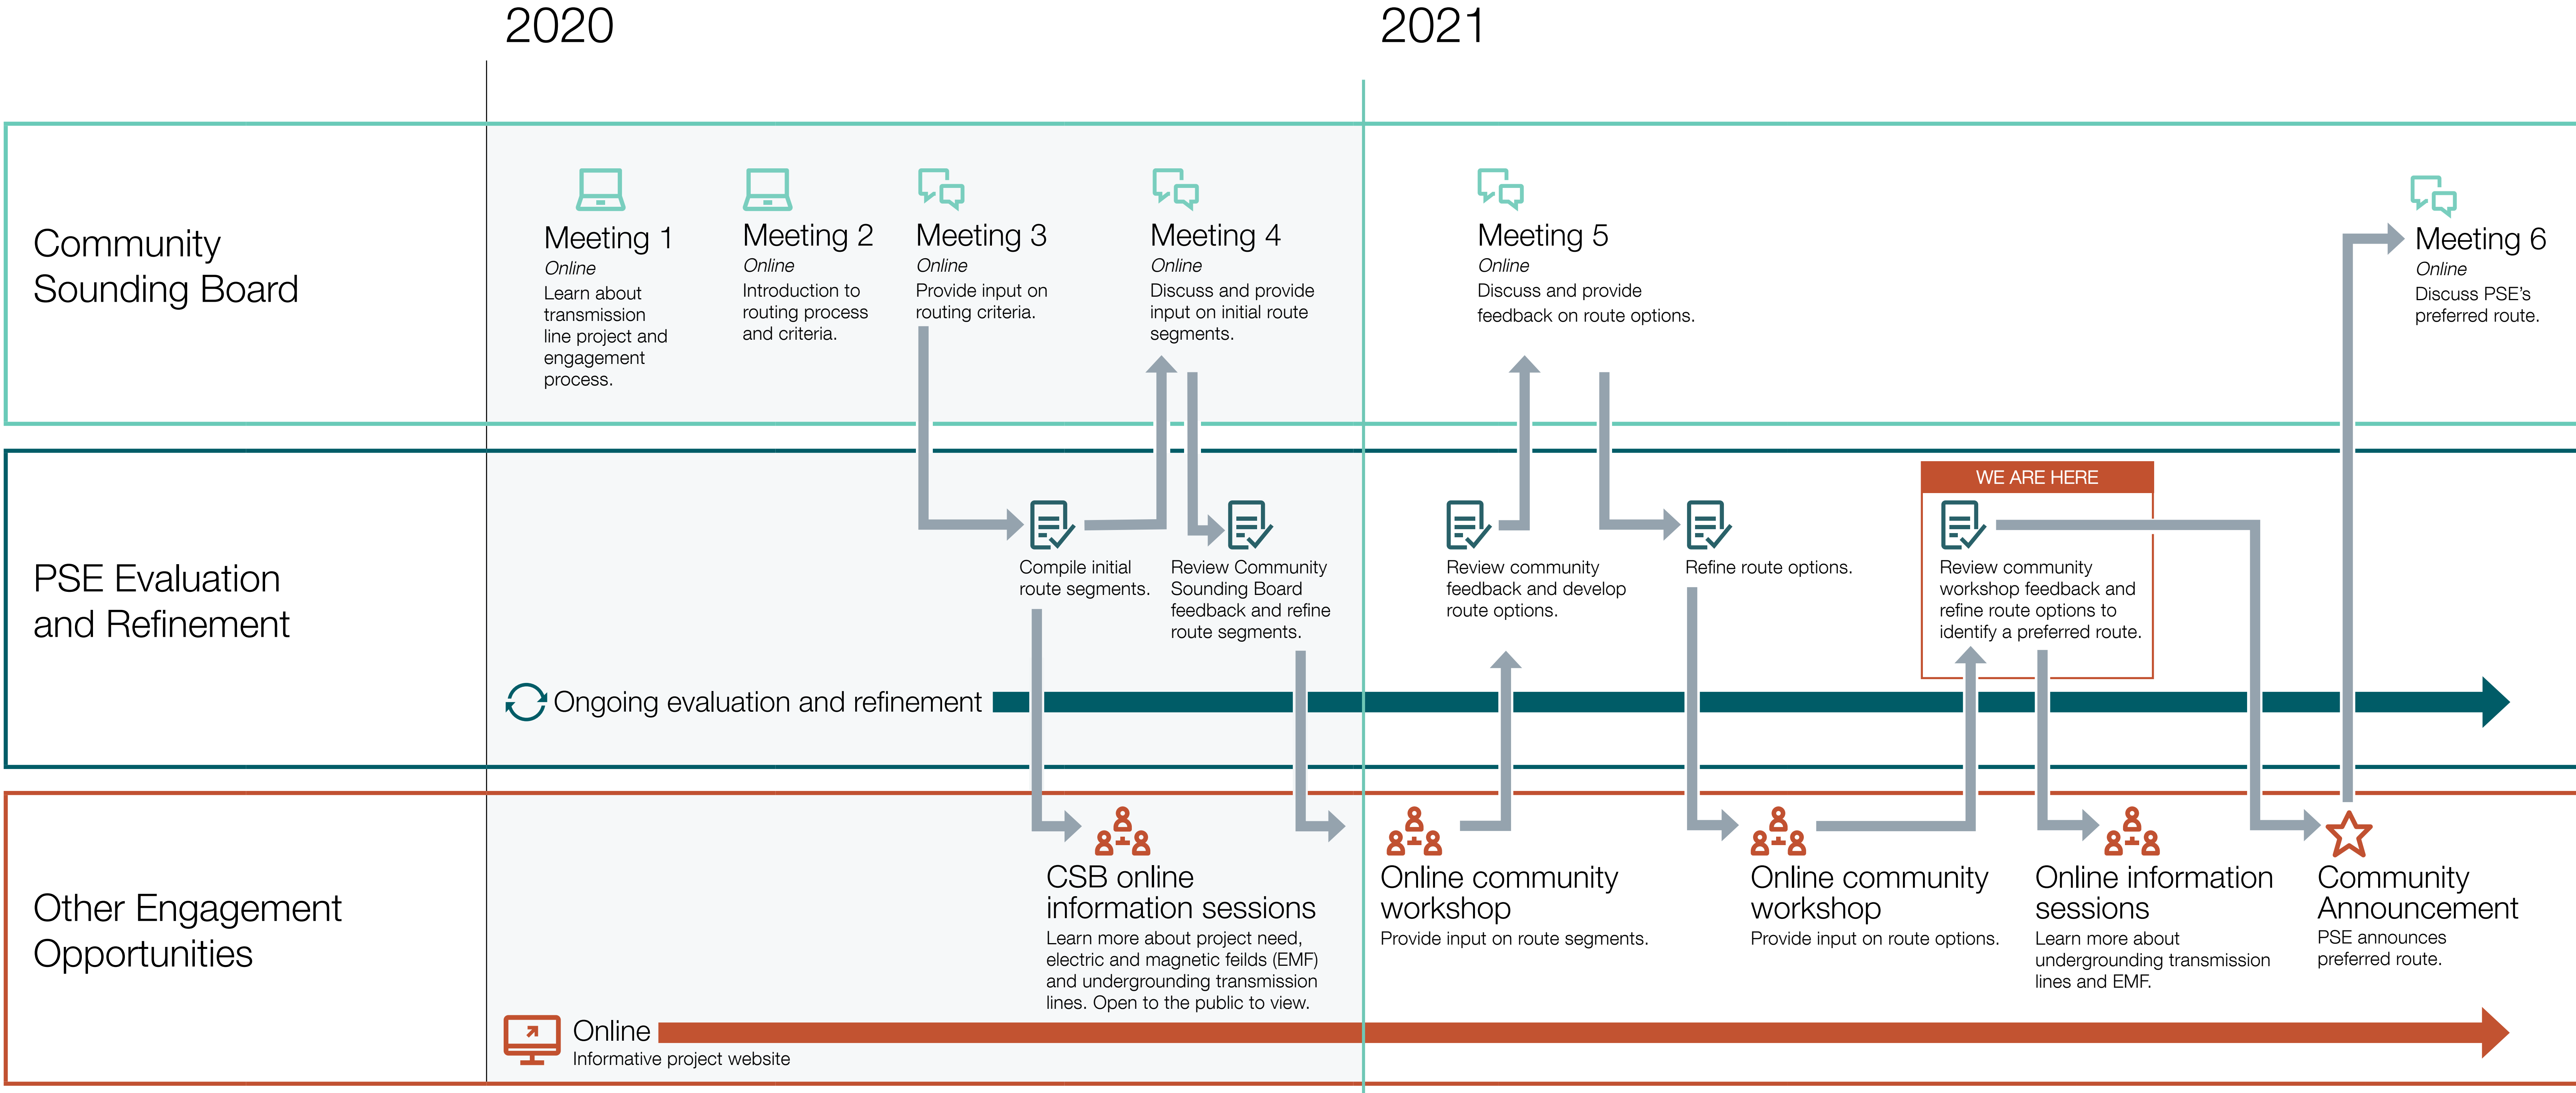 2020
2021
Community
Sounding Board
Meeting 1
Online
Learn about
transmission
line project and
engagement
process.
Meeting 2
Online
Introduction to
routing process
and criteria.
Meeting 3
Online
Provide input on
routing criteria.
Meeting 4
Online
Discuss and provide
input on initial route
segments.
Meeting 5
Online
Discuss and provide
feedback on route options.
Meeting 6
Online
Discuss PSE’s
preferred route.
PSE Evaluation
and Refinement
Compile initial
route segments.
Review Community
Sounding Board
feedback and refine
route segments.
Review community
feedback and develop
route options.
Refine route options.
WE ARE HERE
Review community
workshop feedback and
refine route options to
identify a preferred route.
Ongoing evaluation and refinement
Other Engagement
Opportunities
CSB online
information sessions
Learn more about project need,
electric and magnetic feilds (EMF)
and undergrounding transmission
lines. Open to the public to view.
Online community
workshop
Provide input on route segments.
Online community
workshop
Provide input on route options.
Online information
sessions
Learn more about
undergrounding transmission
lines and EMF.
Community
Announcement
PSE announces
preferred route.
Online
Informative project website